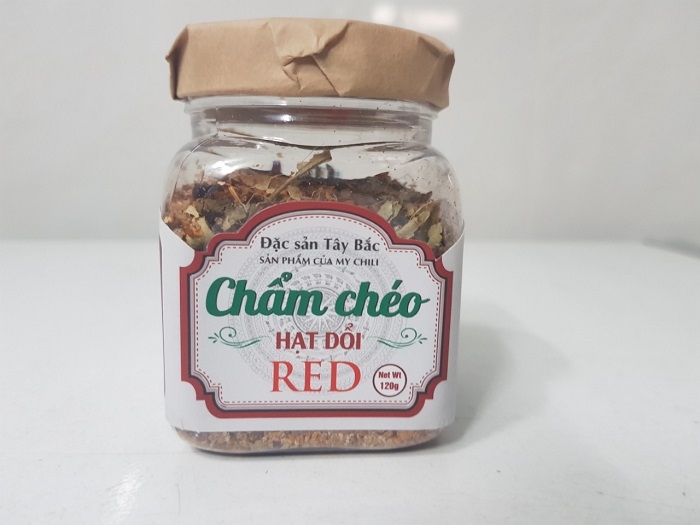 Đặc sản Tây Bắc
SẢN PHẨM CỦA MY CHILI
Chẩm chéo
HẠT DỔI
RED
Net Wt
120g